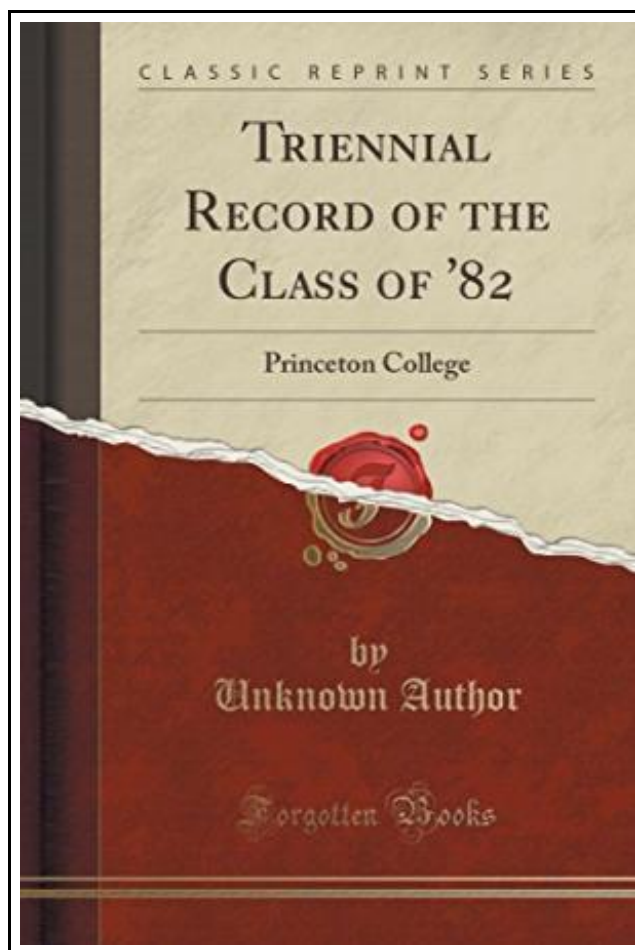 CLASSIC REPRINT SERIES
TRIENNIAL
RECORD OF THE
CLASS OF ’82
Princeton College
by
Unknown Author
Forgotten Books